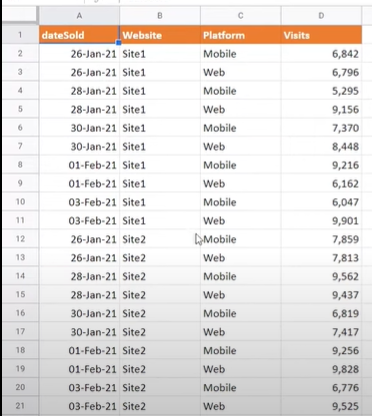 A B C D
1 dateSold Website Platform Visits
2 26-Jan-21 Site1 Mobile 6,842
3 26-Jan-21 Site1 Web 6,796
4 28-Jan-21 Site1 Mobile 5,295
5 28-Jan-21 Site1 Web 9,156
6 30-Jan-21 Site1 Mobile 7,370
7 30-Jan-21 Site1 Web 8,448
8 01-Feb-21 Site1 Mobile 9,216
9 01-Feb-21 Site1 Web 6,162
10 03-Feb-21 Site1 Mobile 6,047
11 03-Feb-21 Site1 Web 9,901
12 26-Jan-21 Site2 Mobile 7,859
13 26-Jan-21 Site2 Web 7,813
14 28-Jan-21 Site2 Mobile 9,562
15 28-Jan-21 Site2 Web 9,437
16 30-Jan-21 Site2 Mobile 6,819
17 30-Jan-21 Site2 Web 7,417
18 01-Feb-21 Site2 Mobile 9,256
19 01-Feb-21 Site2 Web 9,828
20 03-Feb-21 Site2 Mobile 6,776
21 03-Feb-21 Site2 Web 9,525